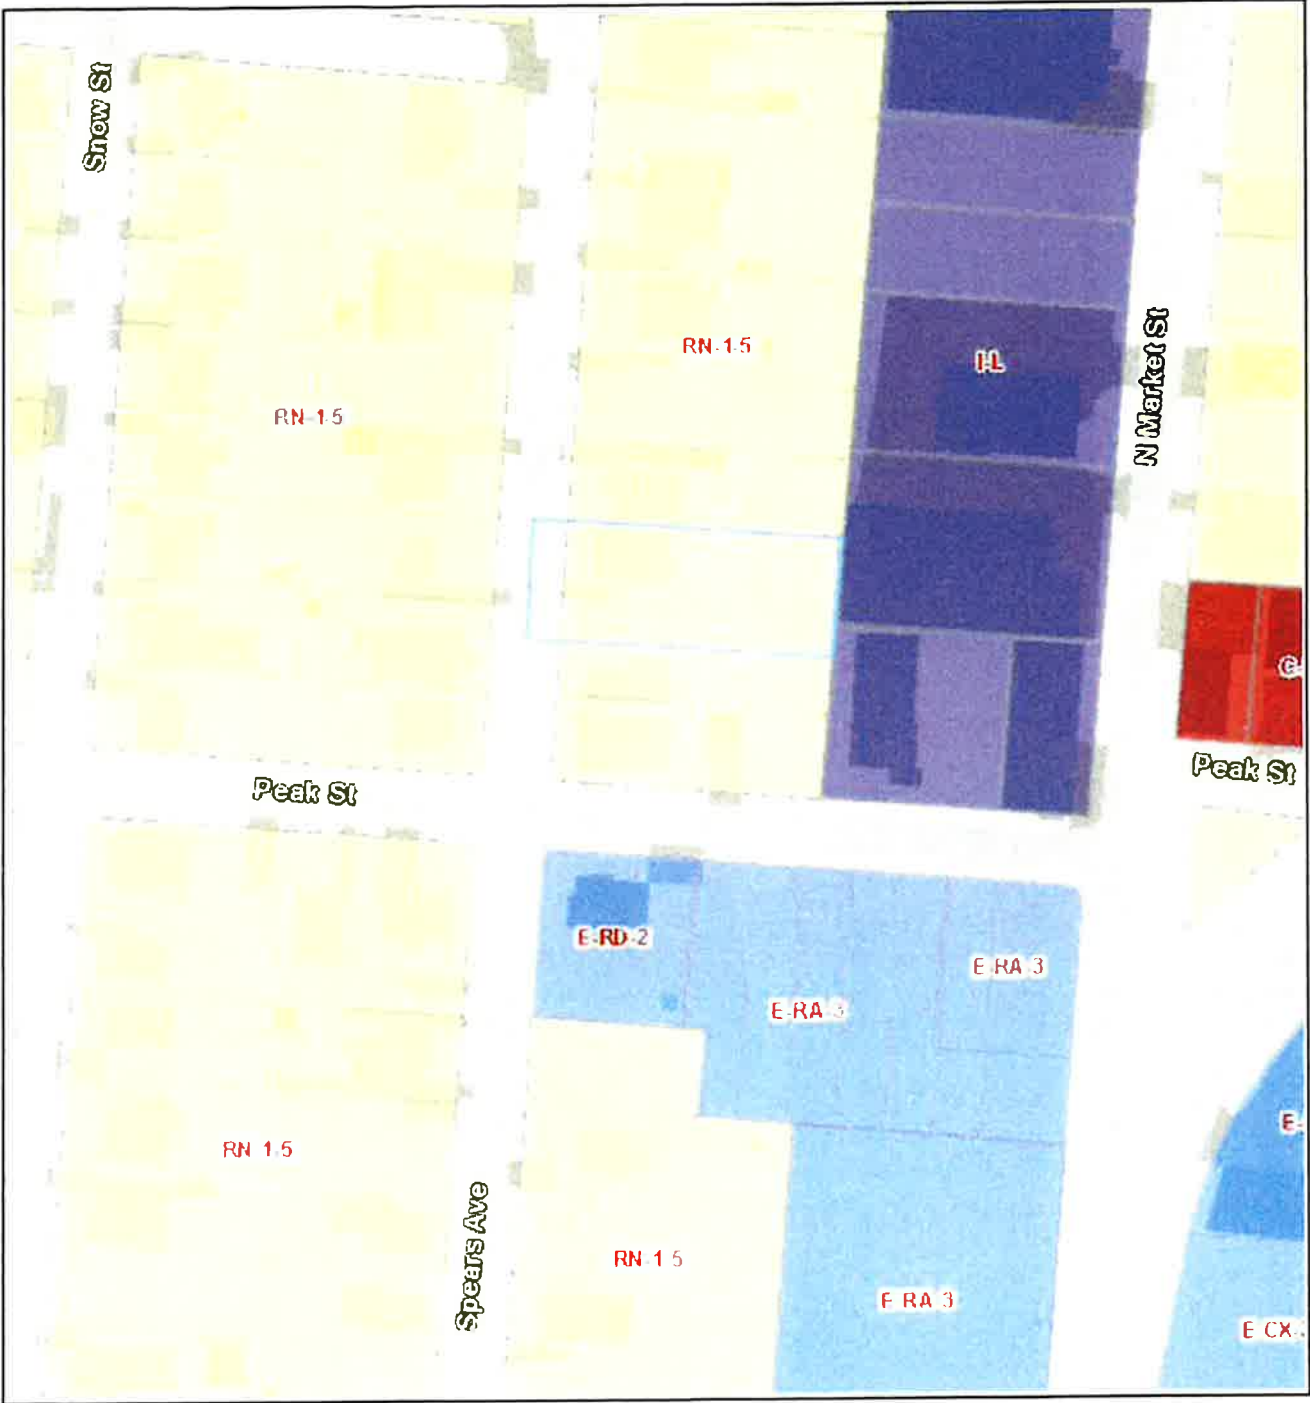 Snow St
RN-1.5
I-L
N Market St
RN-1.5
C-
Peak St
Peak St
E-RD-2
E-RA-3
E-RA-3
E-
RN-1.5
Spears Ave
RN-1.5
E-RA-3
E-CX-